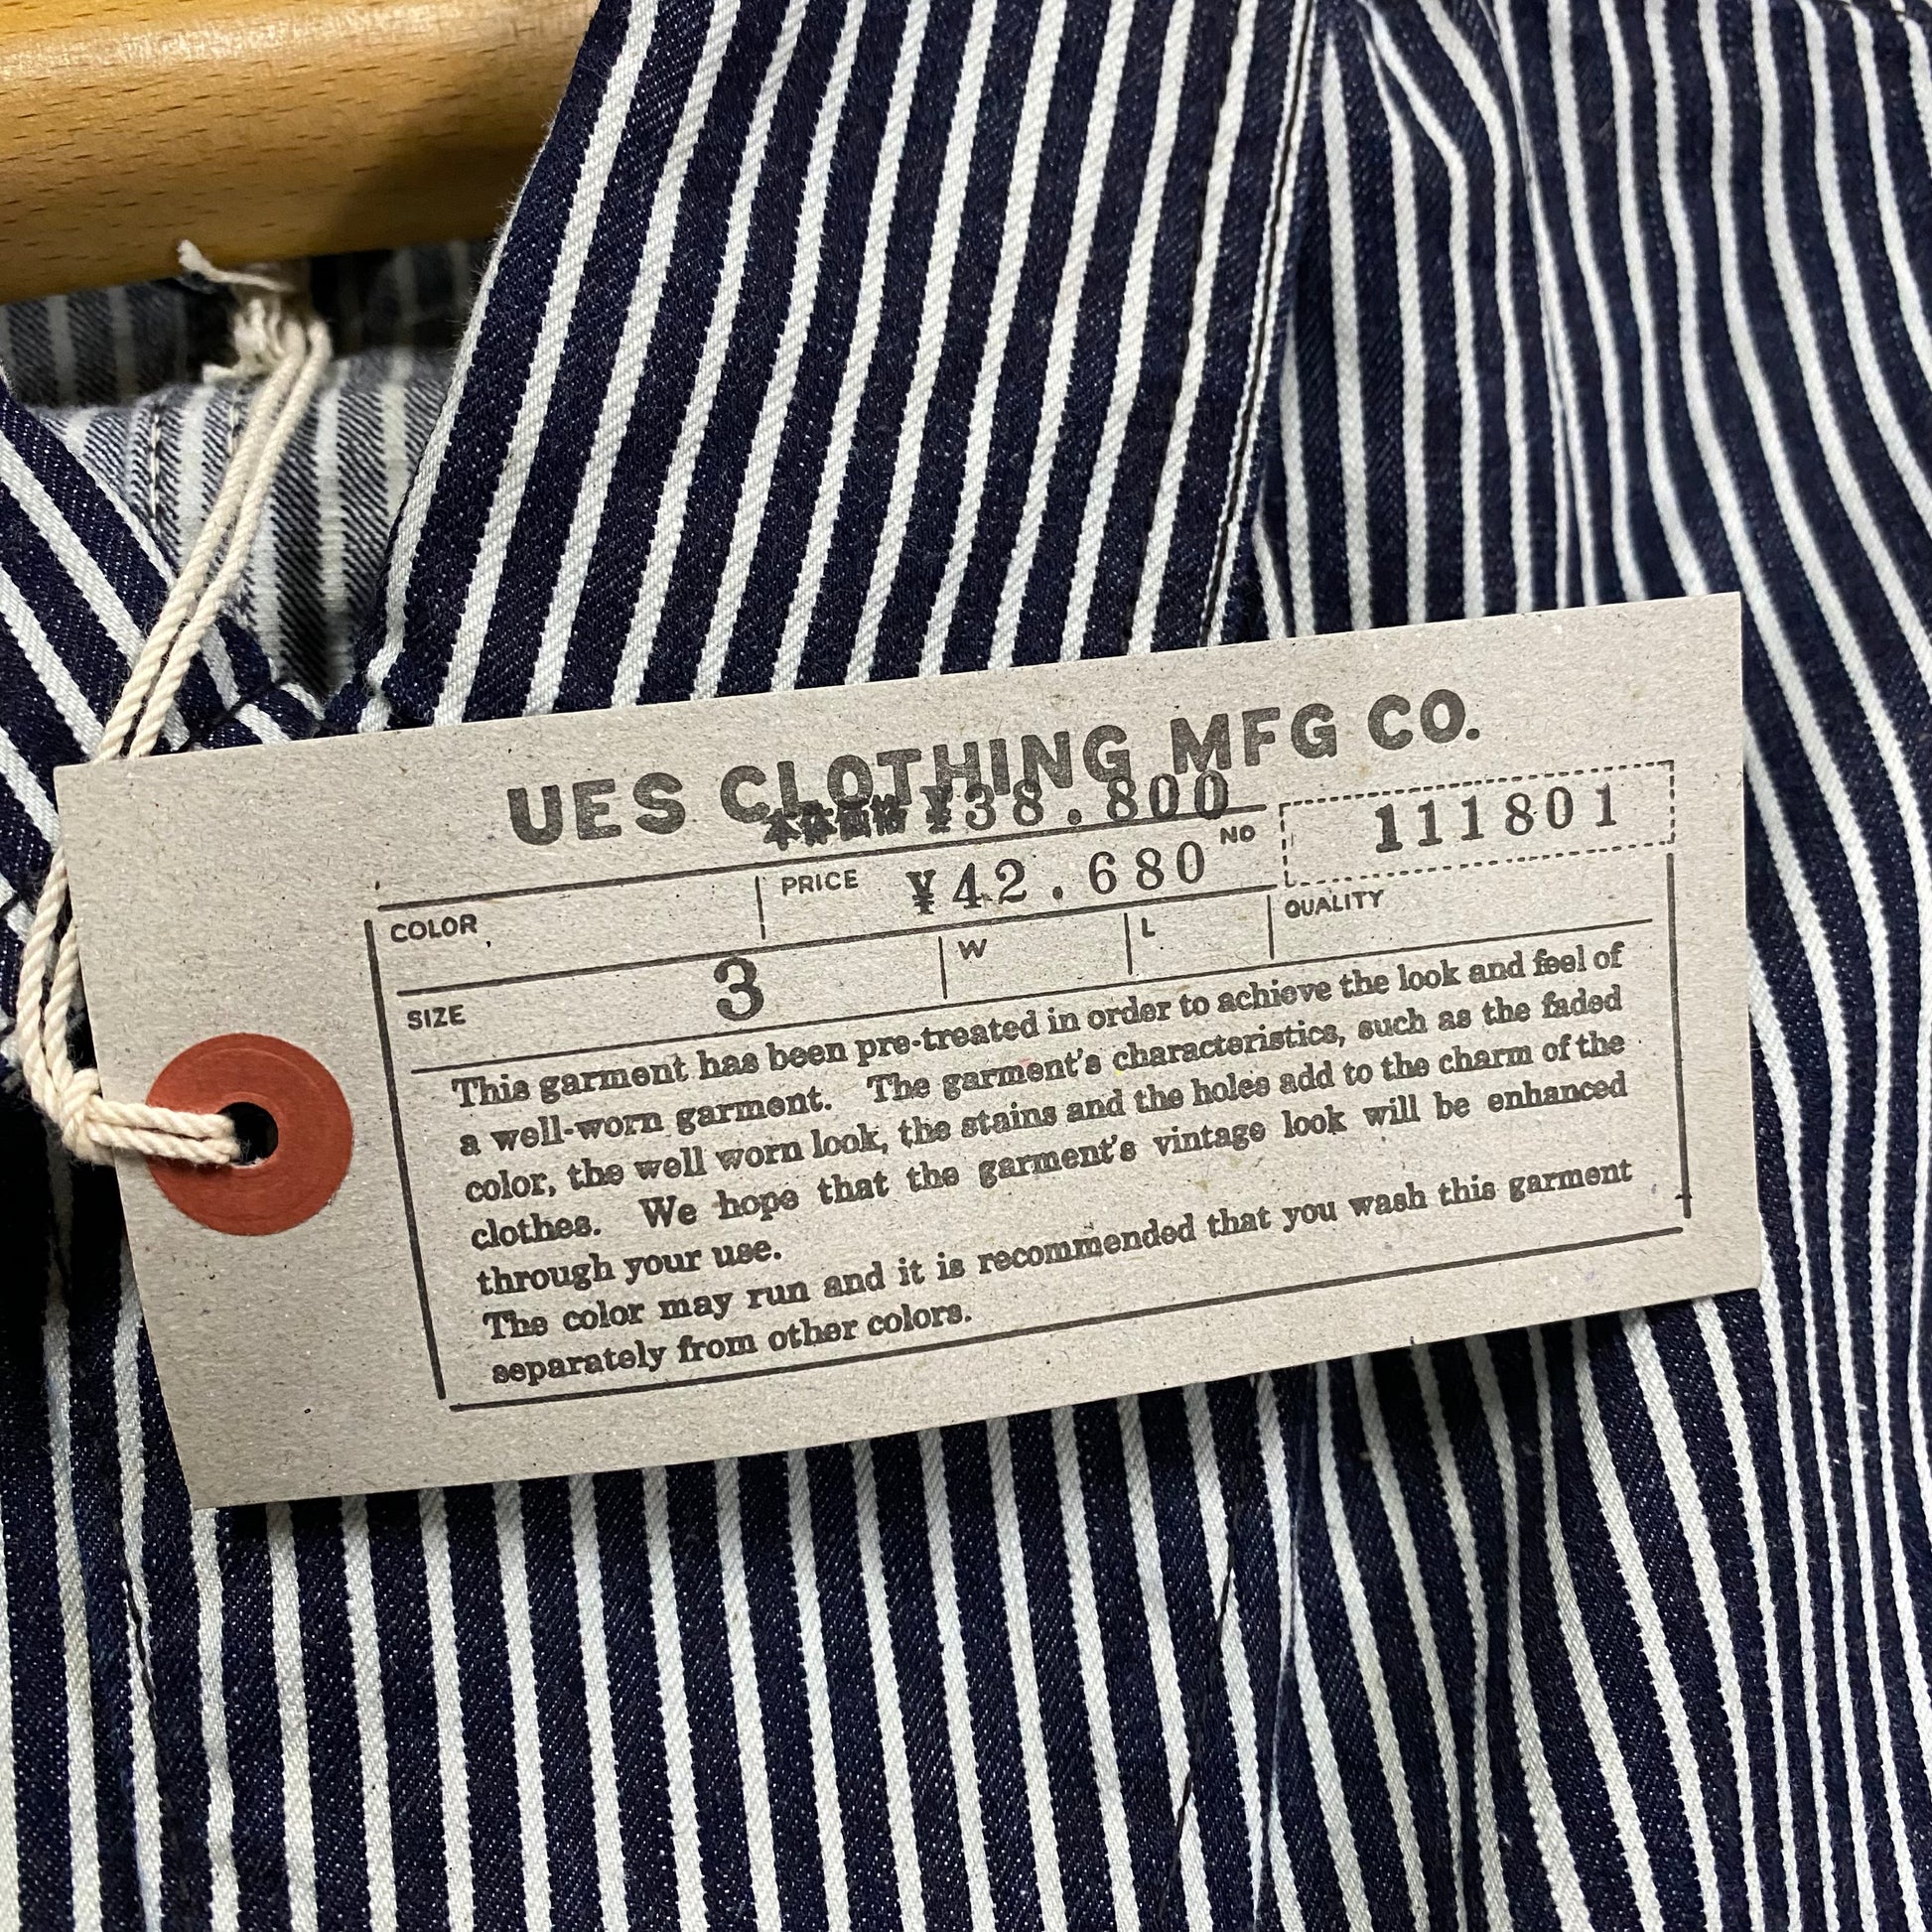 UES CLOTHING MFG CO.
本体価格 ¥38.800
COLOR
PRICE ¥42.680
NO 111801
SIZE 3
W
L
QUALITY
This garment has been pre-treated in order to achieve the look and feel of
a well-worn garment. The garment's characteristics, such as the faded
color, the well worn look, the stains and the holes add to the charm of the
clothes. We hope that the garment's vintage look will be enhanced
through your use.
The color may run and it is recommended that you wash this garment
separately from other colors.